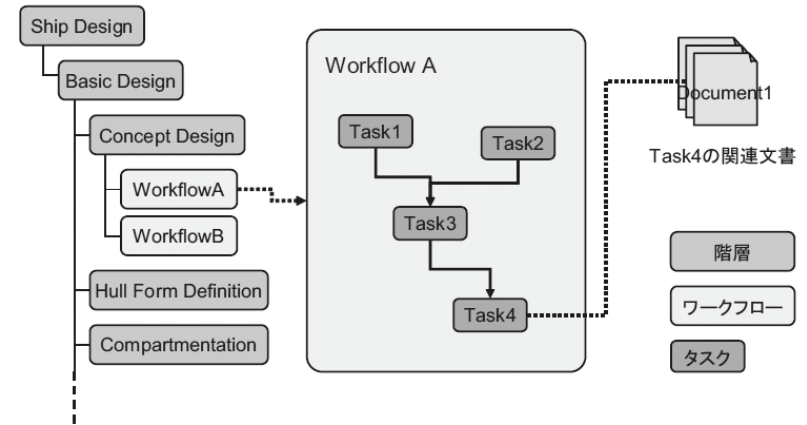 Ship Design
Basic Design
Concept Design
WorkflowA
WorkflowB
Hull Form Definition
Compartmentation
Workflow A
Task1
Task2
Task3
Task4
Document1
Task4の関連文書
階層
ワークフロー
タスク